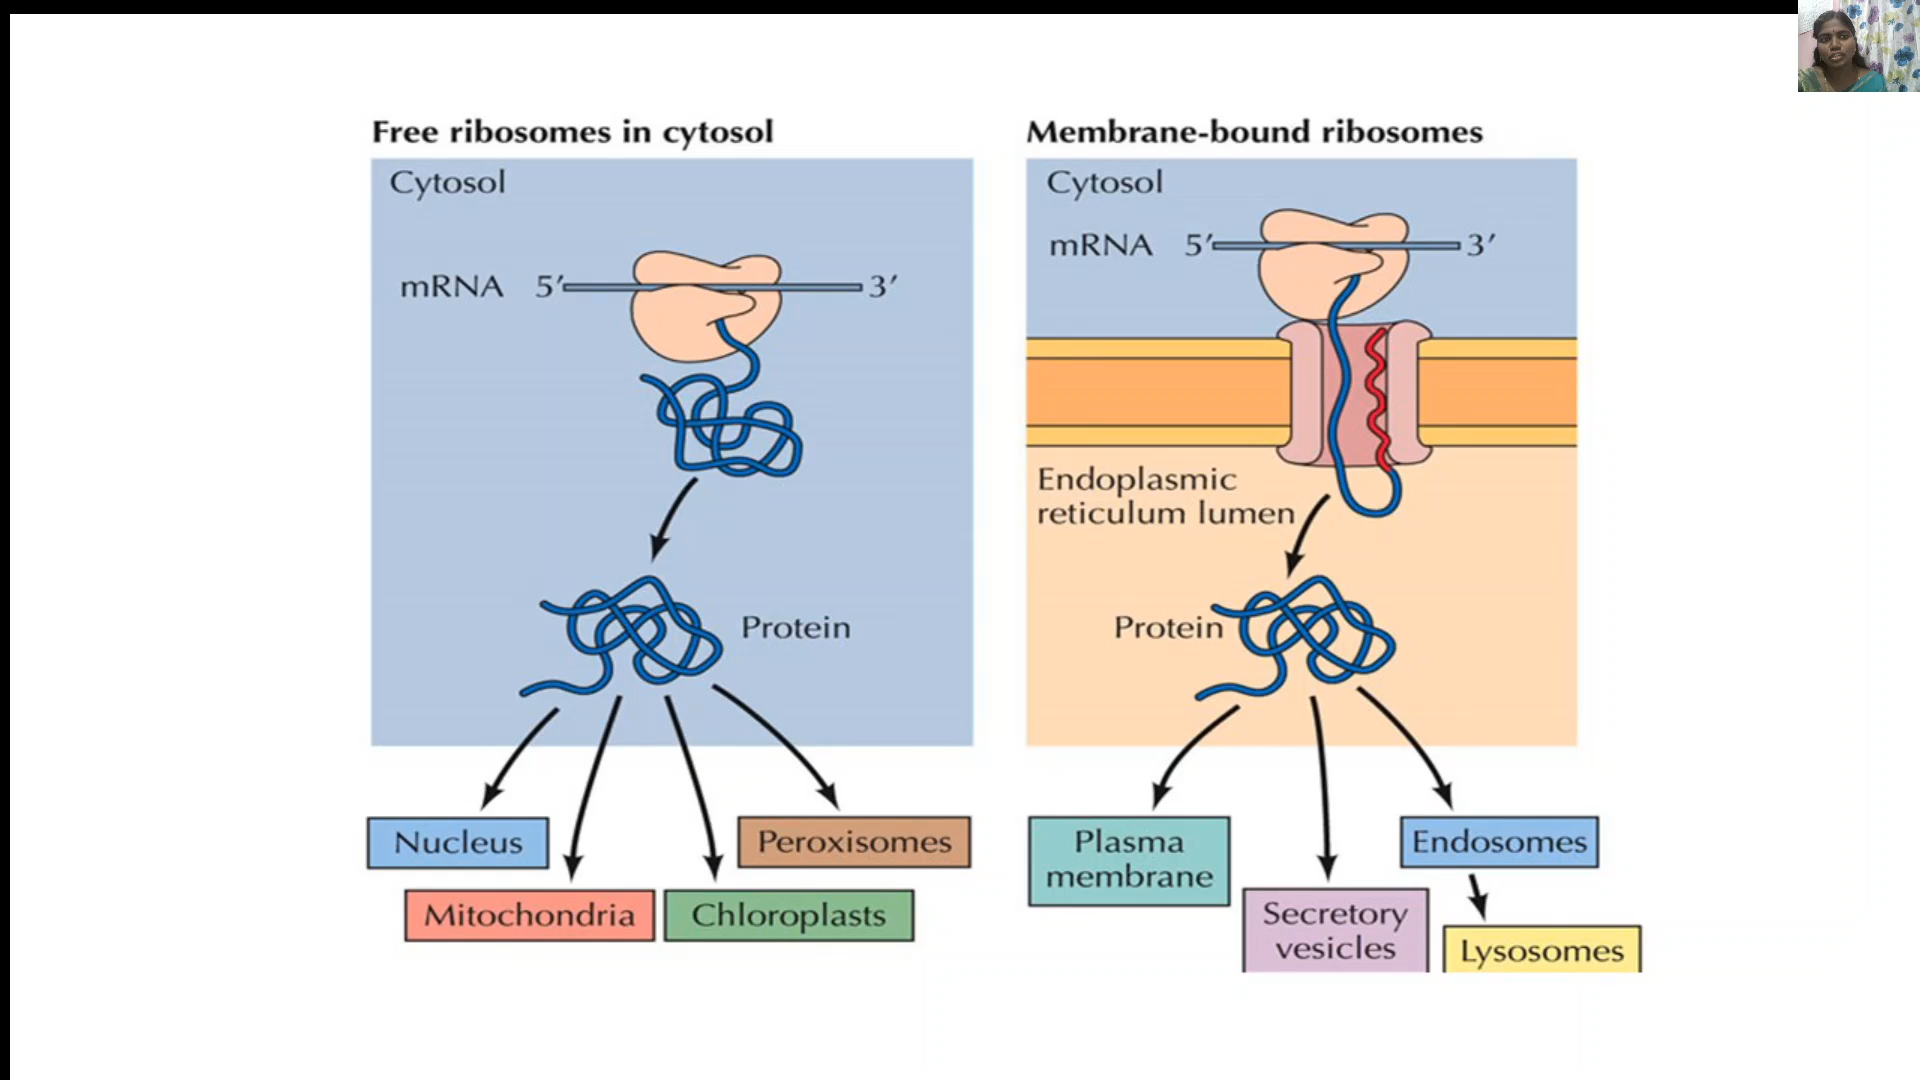 Free ribosomes in cytosol
Cytosol
mRNA 5′ 3′
Protein
Nucleus
Peroxisomes
Mitochondria
Chloroplasts
Membrane-bound ribosomes
Cytosol
mRNA 5′ 3′
Endoplasmic
reticulum lumen
Protein
Plasma
membrane
Endosomes
Secretory
vesicles
Lysosomes